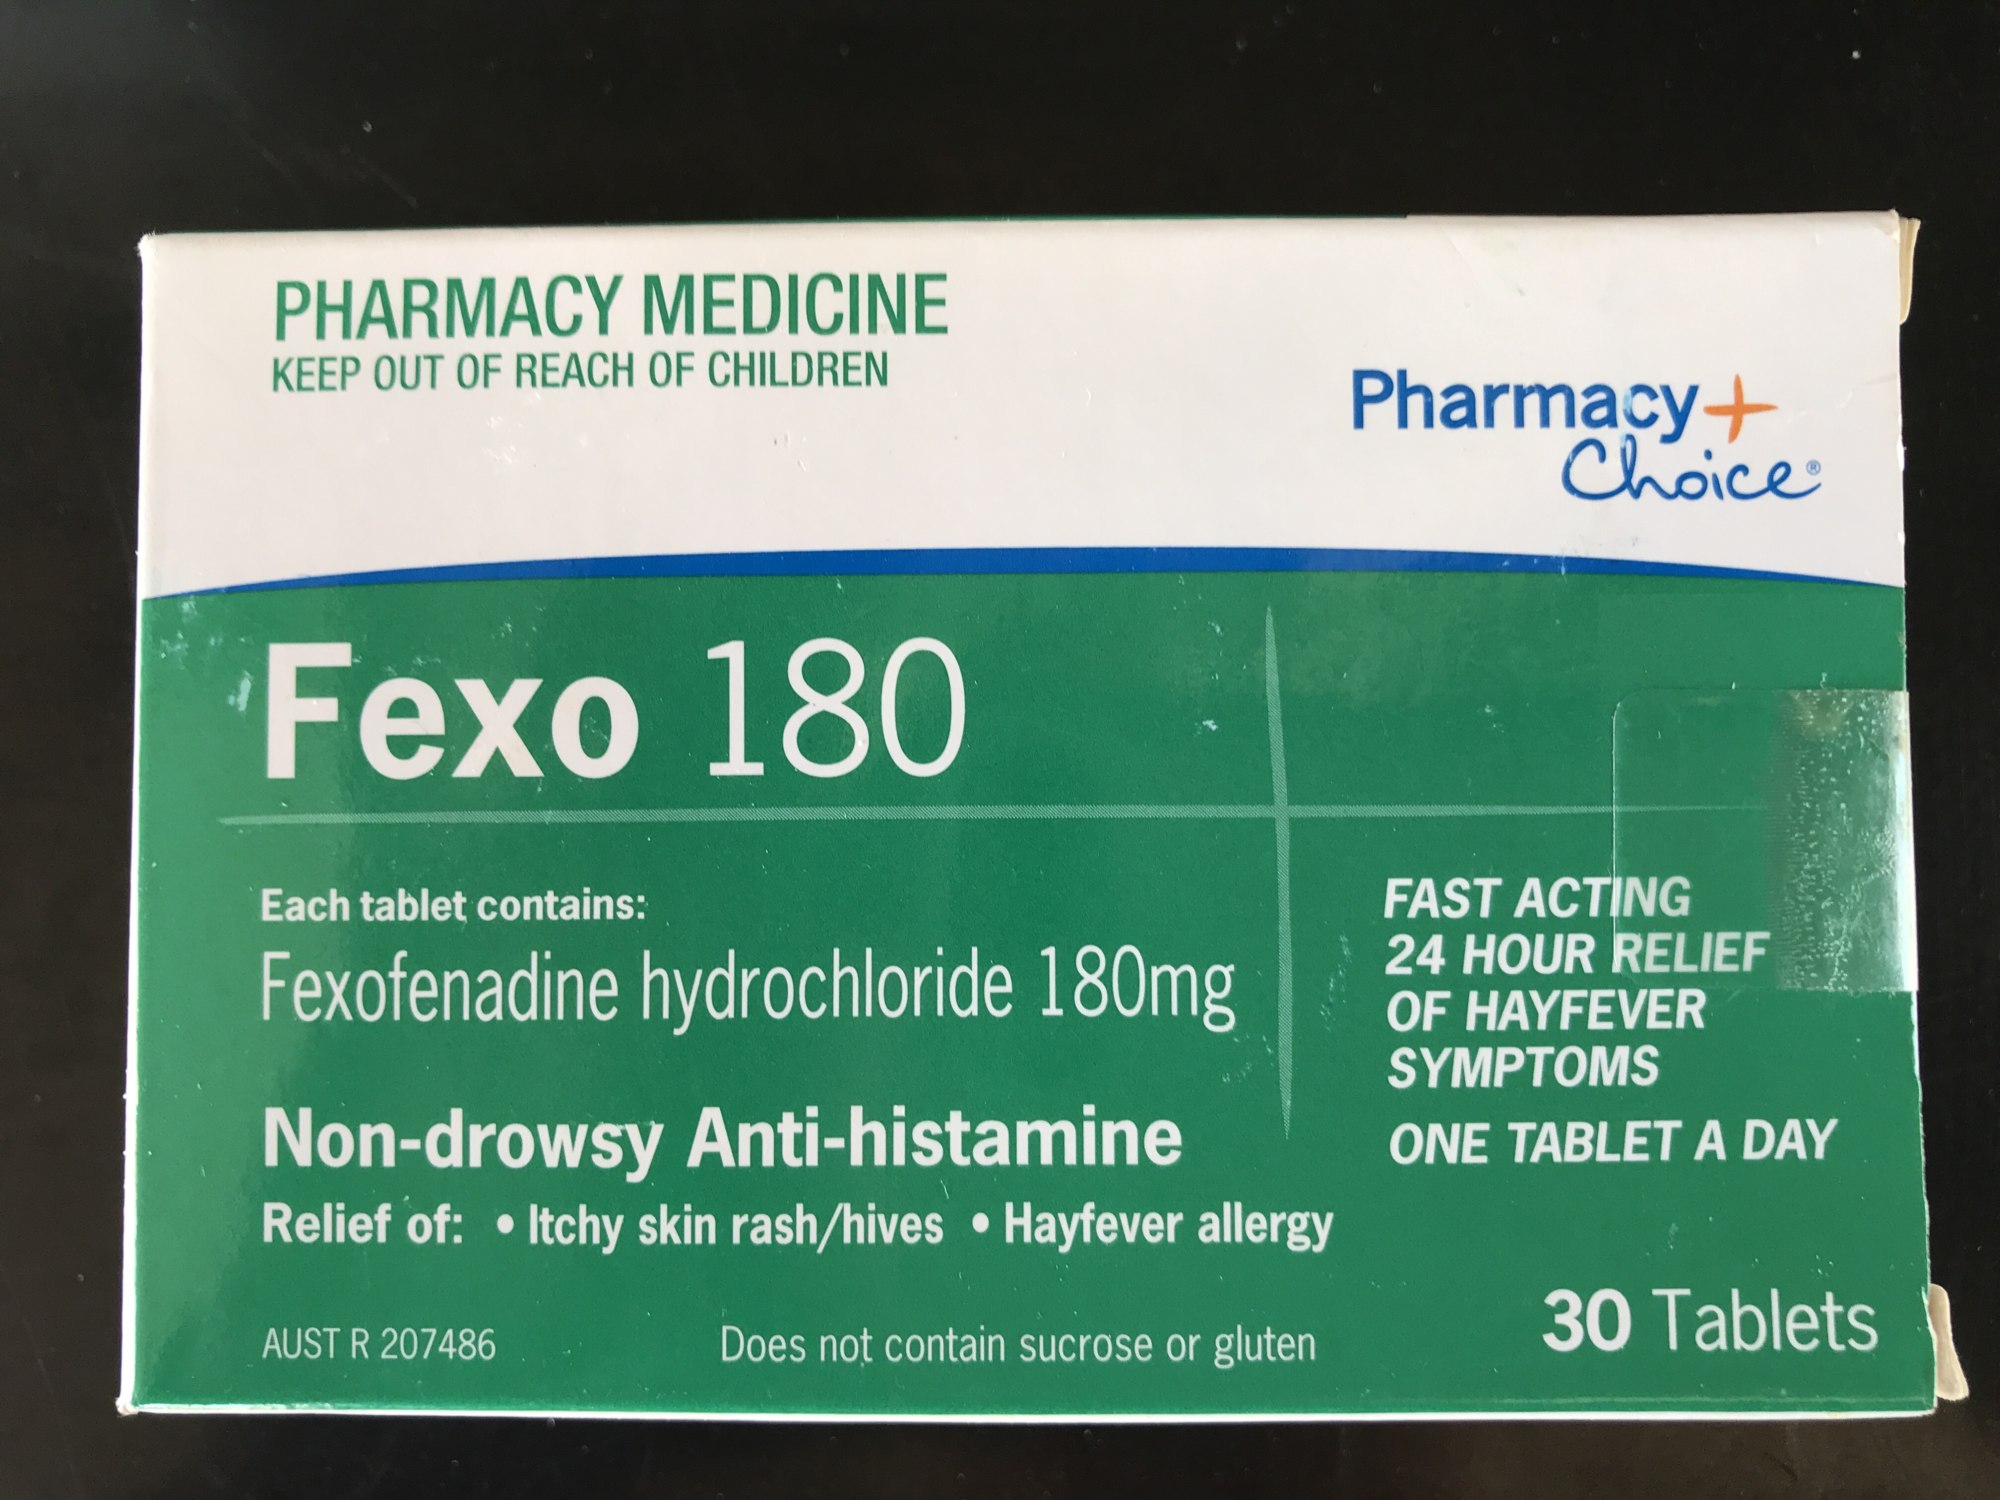 PHARMACY MEDICINE
KEEP OUT OF REACH OF CHILDREN
Pharmacy+
Choice®
Fexo 180
Each tablet contains:
Fexofenadine hydrochloride 180mg
Non-drowsy Anti-histamine
Relief of: • Itchy skin rash/hives • Hayfever allergy
FAST ACTING
24 HOUR RELIEF
OF HAYFEVER
SYMPTOMS
ONE TABLET A DAY
AUST R 207486
Does not contain sucrose or gluten
30 Tablets